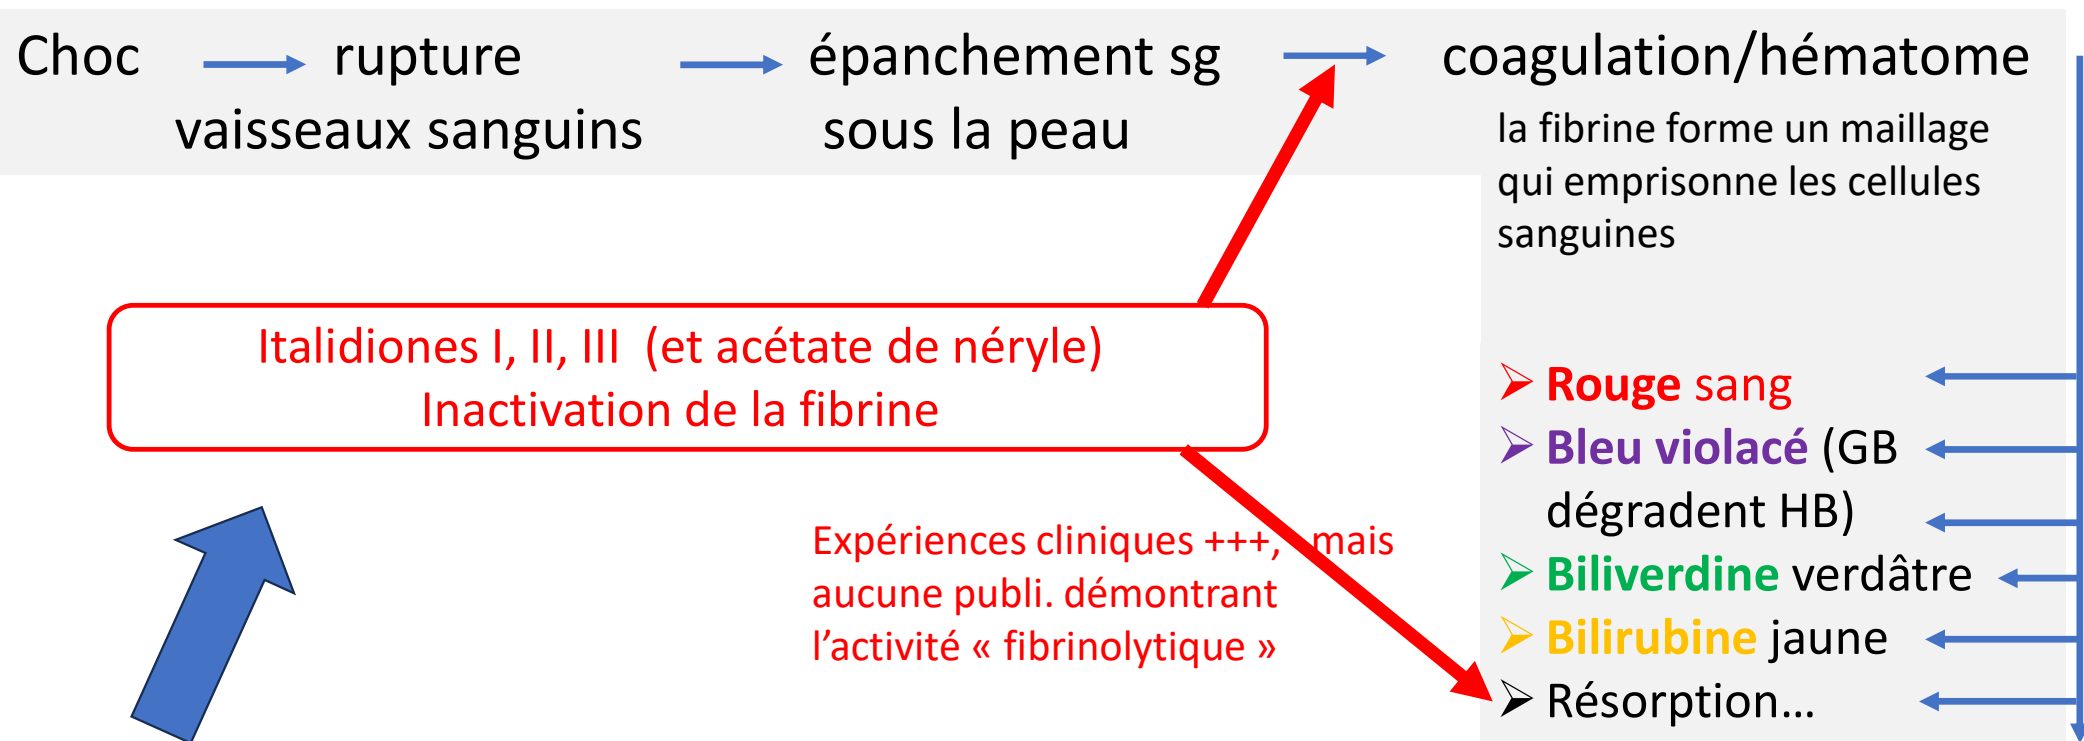 Choc rupture épanchement sg coagulation/hématome
vaisseaux sanguins sous la peau
la fibrine forme un maillage
qui emprisonne les cellules
sanguines
Italidiones I, II, III (et acétate de néryle)
Inactivation de la fibrine
Expériences cliniques +++, mais
aucune publi. démontrant
l’activité « fibrinolytique »
Rouge sang
Bleu violacé (GB
dégradent HB)
Biliverdine verdâtre
Bilirubine jaune
Résorption…